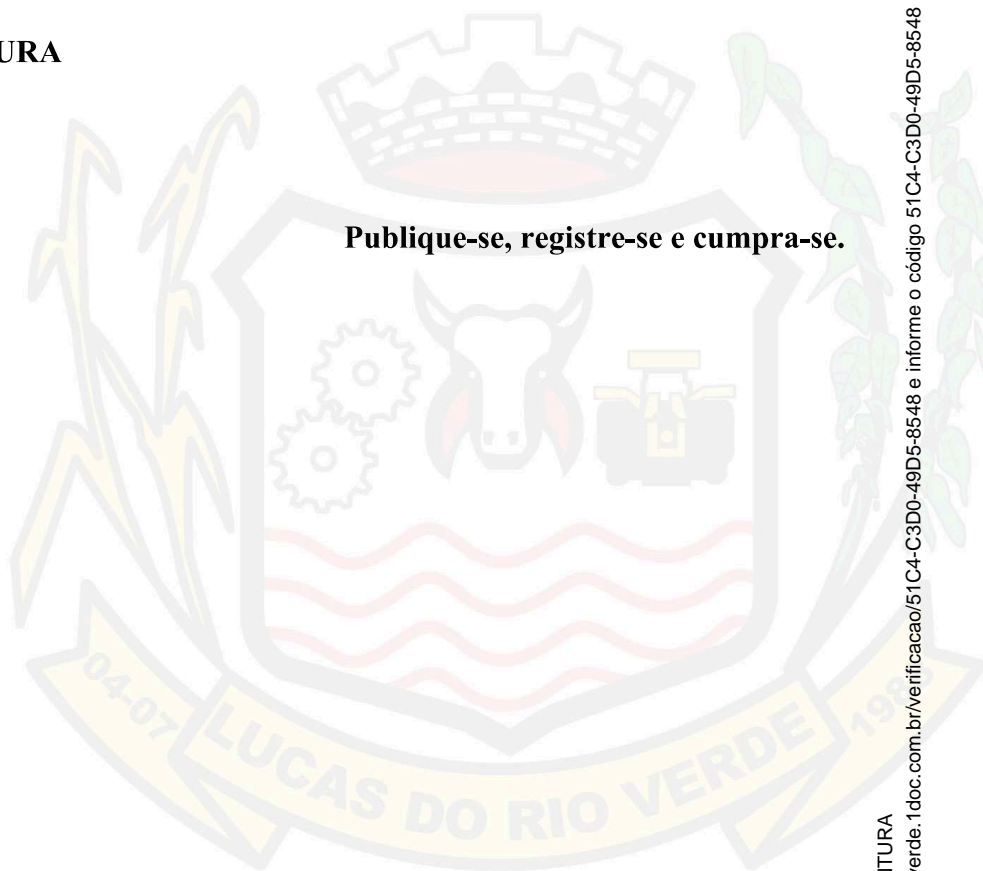 URA
Publique-se, registre-se e cumpra-se.
04-07
LUCAS DO RIO VERDE
ITURA
verde.1doc.com.br/verificacao/51C4-C3D0-49D5-8548 e informe o código 51C4-C3D0-49D5-8548